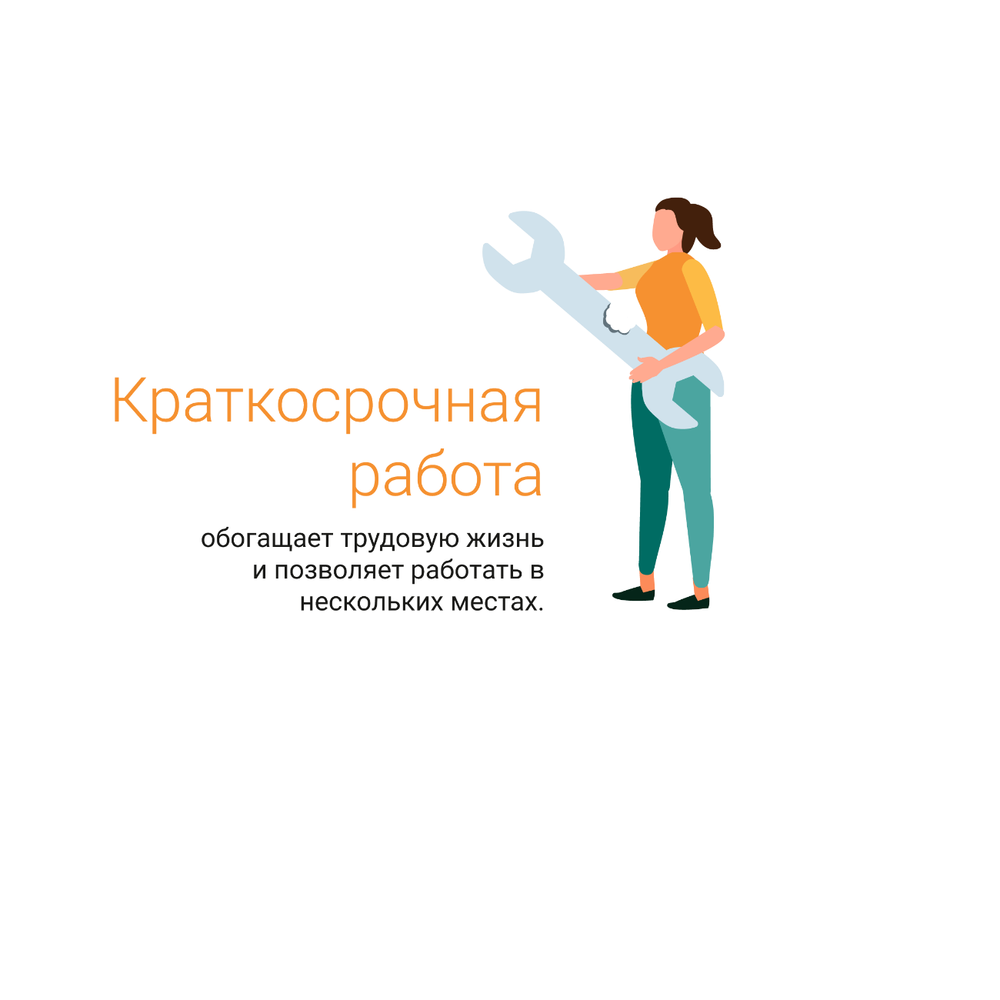 Краткосрочная
работа
обогащает трудовую жизнь
и позволяет работать в
нескольких местах.